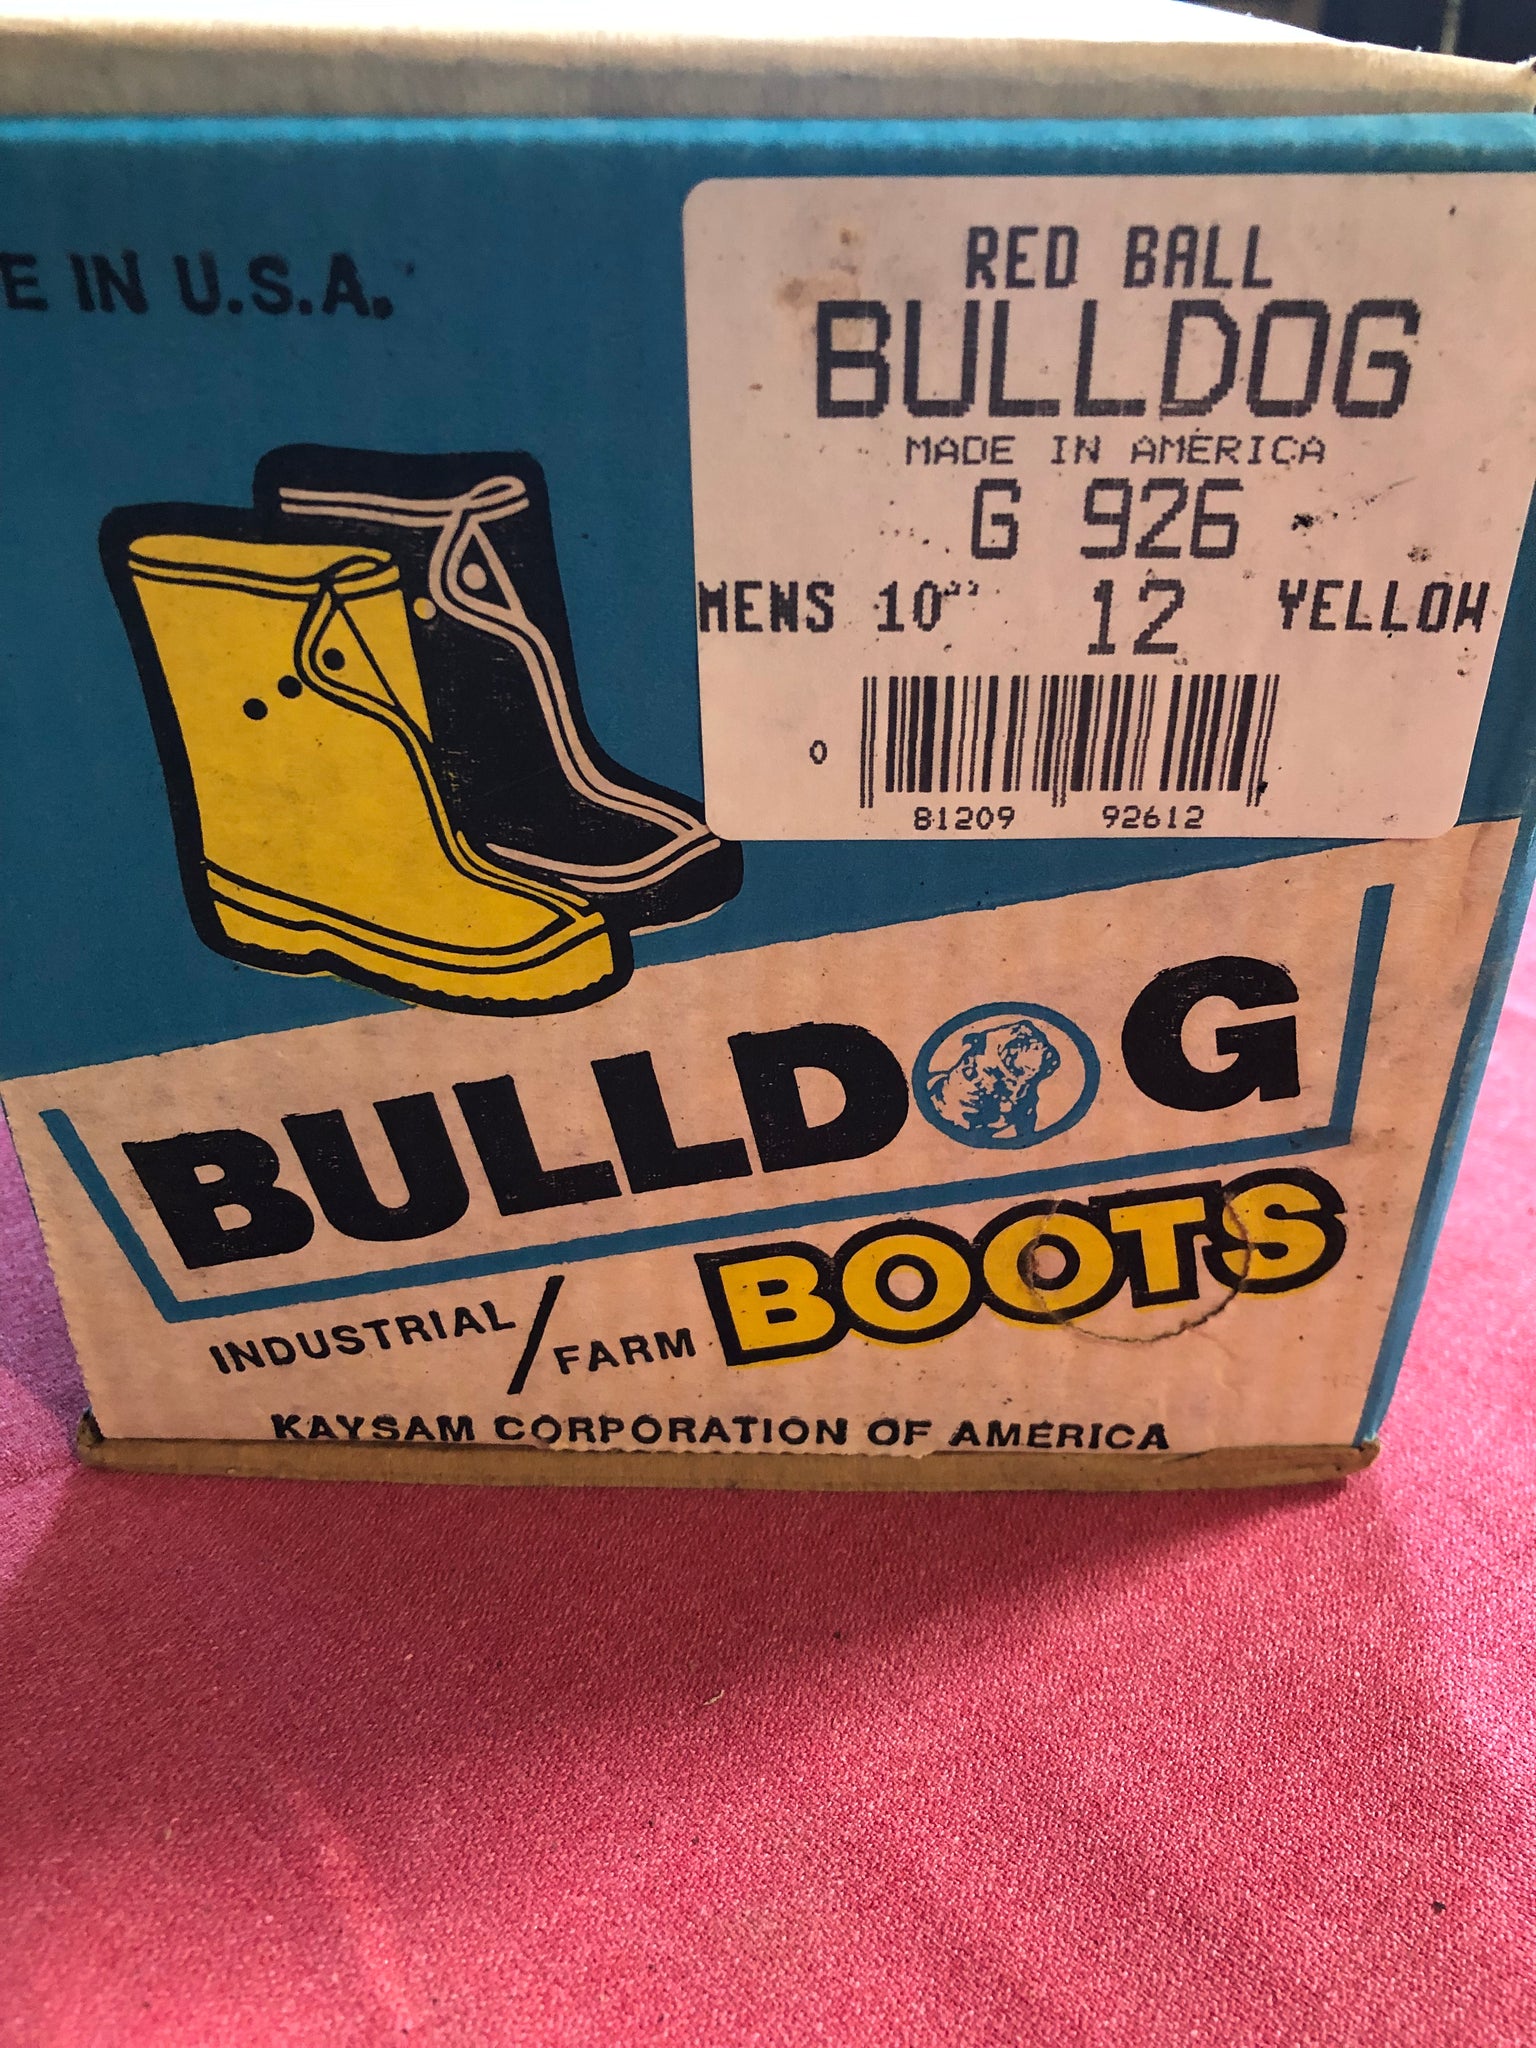 E IN U.S.A.
RED BALL
BULLDOG
MADE IN AMERICA
G 926
MENS 10" 12 YELLOW
0 81209 92612
BULLDOG
INDUSTRIAL/FARM BOOTS
KAYSAM CORPORATION OF AMERICA